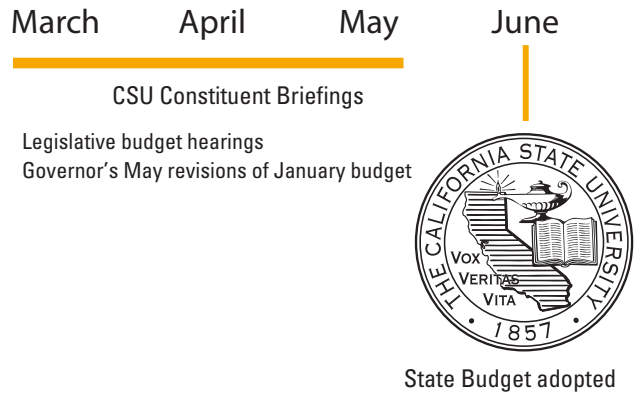 March April May June
CSU Constituent Briefings
Legislative budget hearings
Governor's May revisions of January budget
THE CALIFORNIA STATE UNIVERSITY
VOX
VERITAS
VITA
• 1857 •
State Budget adopted